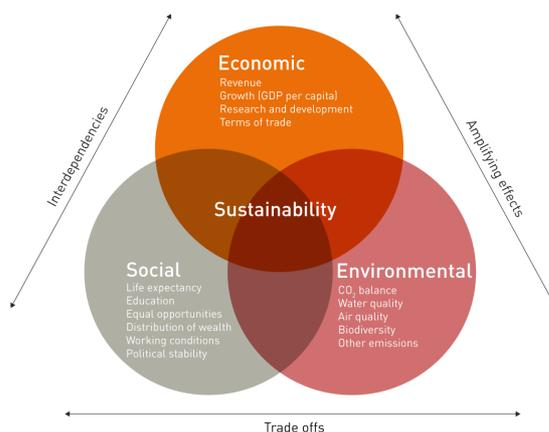 Economic
Revenue
Growth (GDP per capita)
Research and development
Terms of trade
Interdependencies
Amplifying effects
Sustainability
Social
Life expectancy
Education
Equal opportunities
Distribution of wealth
Working conditions
Political stability
Environmental
CO₂ balance
Water quality
Air quality
Biodiversity
Other emissions
Trade offs